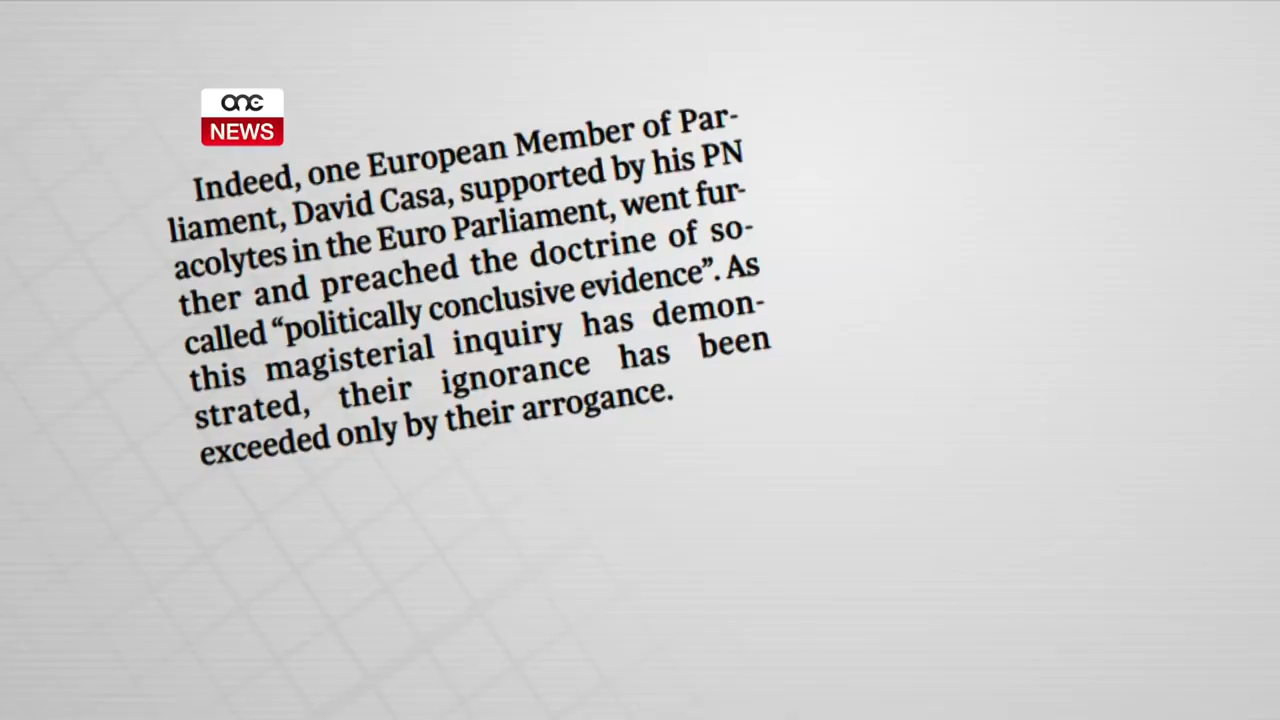 one
NEWS
Indeed, one European Member of Par-
liament, David Casa, supported by his PN
acolytes in the Euro Parliament, went fur-
ther and preached the doctrine of so-
called “politically conclusive evidence”. As
this magisterial inquiry has demon-
strated, their ignorance has been
exceeded only by their arrogance.